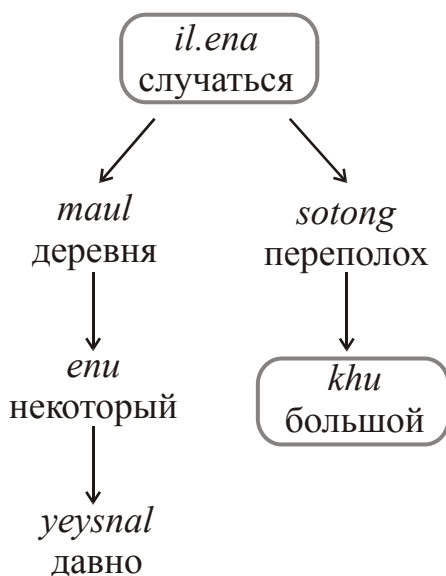 il.ena
случаться
maul
деревня
sotong
переполох
enu
некоторый
khu
большой
yeysnal
давно